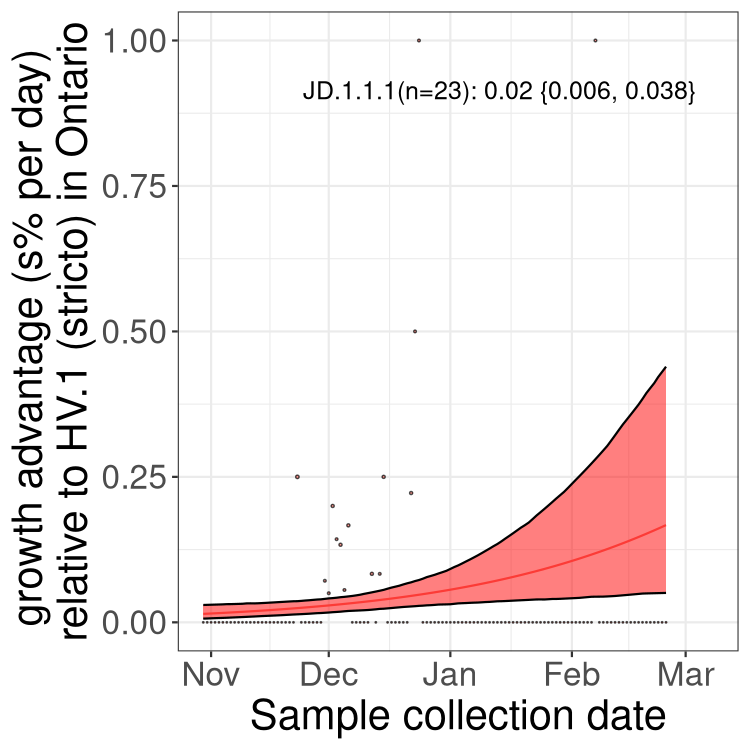 growth advantage (s% per day)
relative to HV.1 (stricto) in Ontario
1.00
0.75
0.50
0.25
0.00
JD.1.1.1(n=23): 0.02 {0.006, 0.038}
Nov Dec Jan Feb Mar
Sample collection date